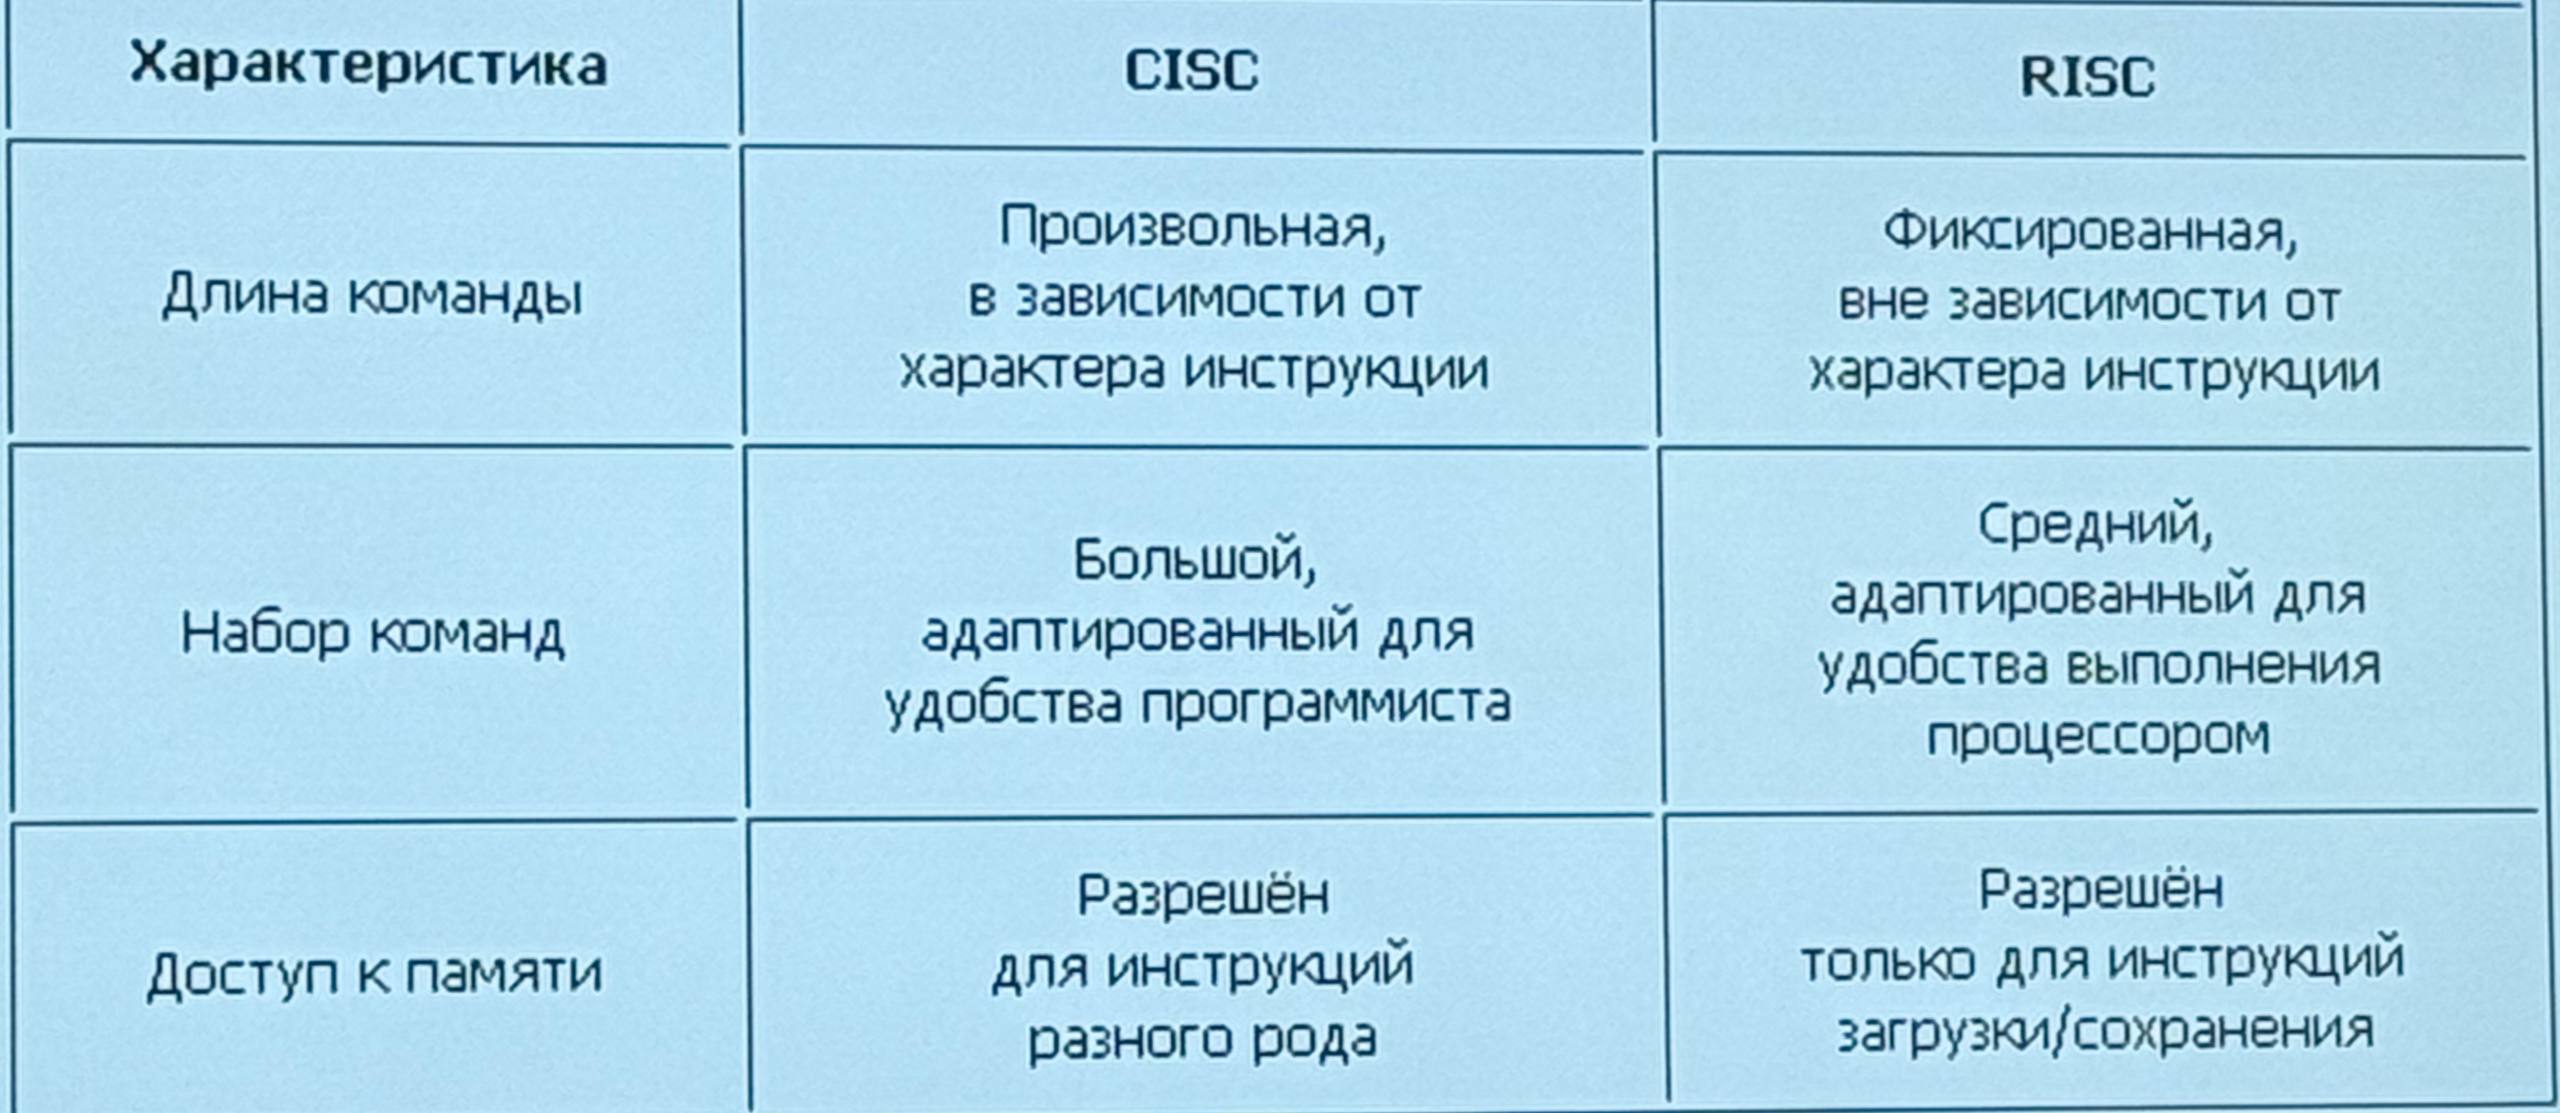 Характеристика
CISC
RISC
Длина команды
Произвольная,
в зависимости от
характера инструкции
Фиксированная,
вне зависимости от
характера инструкции
Набор команд
Большой,
адаптированный для
удобства программиста
Средний,
адаптированный для
удобства выполнения
процессором
Доступ к памяти
Разрешён
для инструкций
разного рода
Разрешён
только для инструкций
загрузки/сохранения